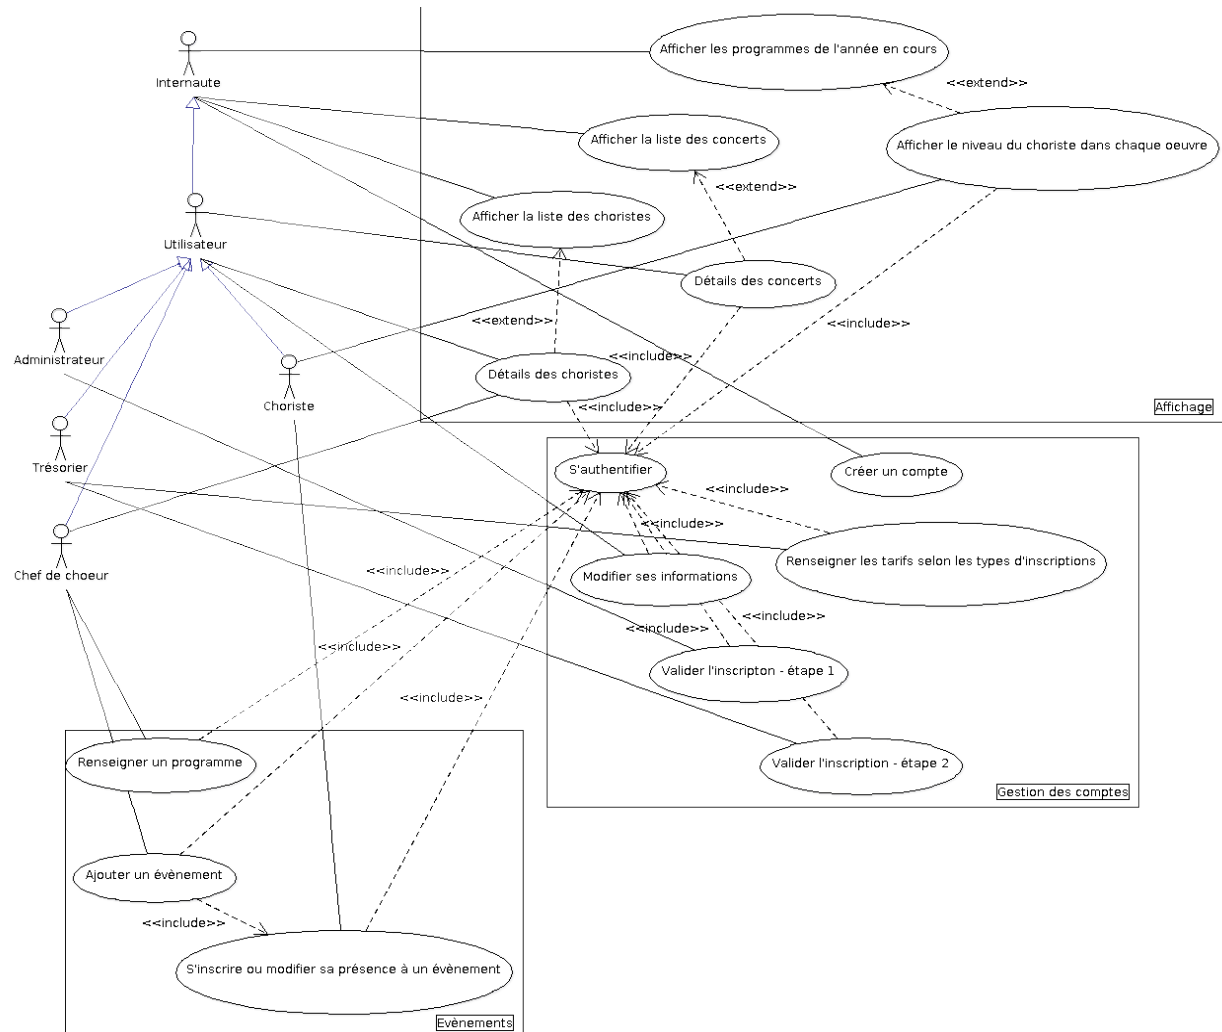 Internaute
Afficher les programmes de l'année en cours
<<extend>>
Afficher la liste des concerts
Afficher le niveau du choriste dans chaque oeuvre
<<extend>>
Afficher la liste des choristes
Utilisateur
Détails des concerts
<<extend>>
<<include>>
Administrateur
<<include>>
Détails des choristes
Choriste
<<include>>
Affichage
Trésorier
S'authentifier
Créer un compte
<<include>>
<<include>>
Chef de choeur
<<include>>
Modifier ses informations
Renseigner les tarifs selon les types d'inscriptions
<<include>>
<<include>>
<<include>>
Valider l'inscripton - étape 1
<<include>>
Renseigner un programme
Valider l'inscription - étape 2
Gestion des comptes
Ajouter un évènement
<<include>>
S'inscrire ou modifier sa présence à un évènement
Evènements